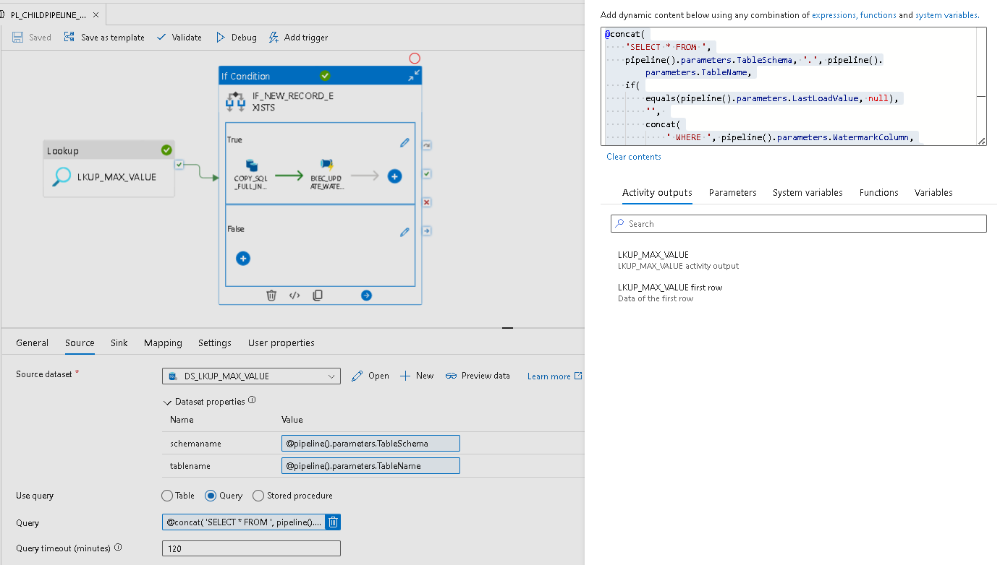 PL_CHILDPIPELINE_...
Saved
Save as template
Validate
Debug
Add trigger
If Condition
IF_NEW_RECORD_E
XISTS
Lookup
LKUP_MAX_VALUE
True
COPY_SQL
_FULL_IN...
EXEC_UPD
ATE_WATE...
False
General
Source
Sink
Mapping
Settings
User properties
Source dataset *
DS_LKUP_MAX_VALUE
Open
New
Preview data
Learn more
Dataset properties
Name
Value
schemaname
@pipeline().parameters.TableSchema
tablename
@pipeline().parameters.TableName
Use query
Table
Query
Stored procedure
Query
@concat( 'SELECT * FROM ', pipeline()....
Query timeout (minutes)
120
Add dynamic content below using any combination of expressions, functions and system variables.
@concat(
'SELECT * FROM ',
pipeline().parameters.TableSchema, '.', pipeline().
parameters.TableName,
if(
equals(pipeline().parameters.LastLoadValue, null),
'',
concat(
' WHERE ', pipeline().parameters.WatermarkColumn,
Clear contents
Activity outputs
Parameters
System variables
Functions
Variables
Search
LKUP_MAX_VALUE
LKUP_MAX_VALUE activity output
LKUP_MAX_VALUE first row
Data of the first row